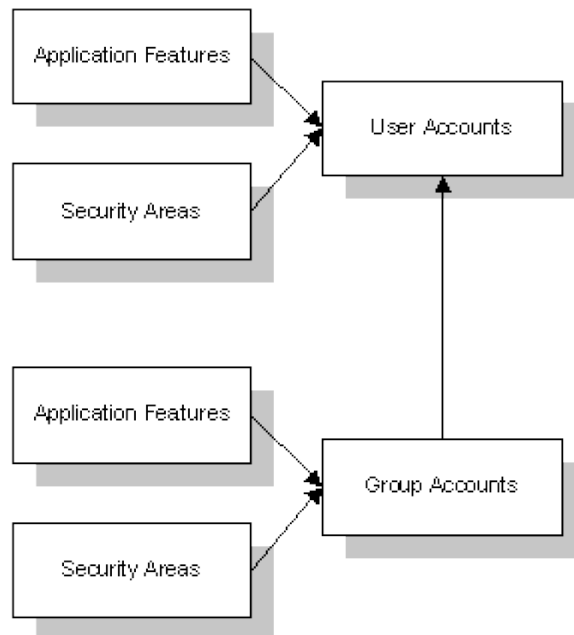 Application Features
User Accounts
Security Areas
Application Features
Group Accounts
Security Areas